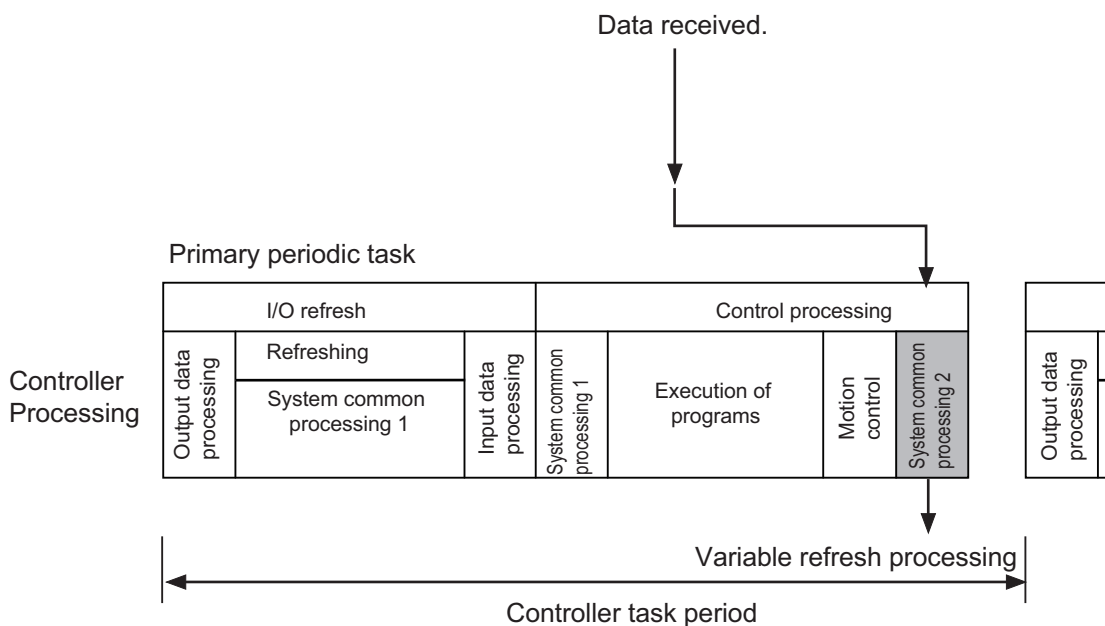 Data received.
Primary periodic task
I/O refresh
Control processing
Controller
Processing
Output data
processing
Refreshing
System common
processing 1
Input data
processing
System common
processing 1
Execution of
programs
Motion
control
System common
processing 2
Output data
processing
Variable refresh processing
Controller task period